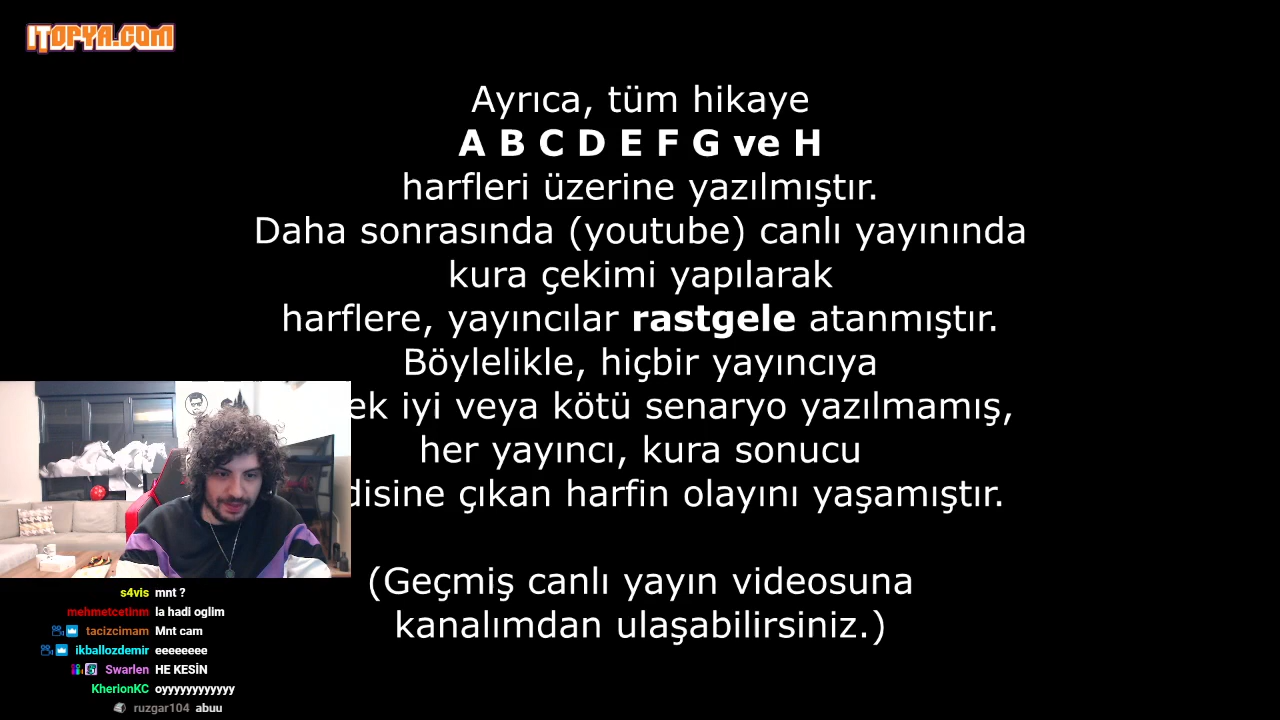 ITOPYA.COM
Ayrıca, tüm hikaye
A B C D E F G ve H
harfleri üzerine yazılmıştır.
Daha sonrasında (youtube) canlı yayınında
kura çekimi yapılarak
harflere, yayıncılar rastgele atanmıştır.
Böylelikle, hiçbir yayıncıya
iyi veya kötü senaryo yazılmamış,
her yayıncı, kura sonucu
çıkan harfin olayını yaşamıştır.
(Geçmiş canlı yayın videosuna
kanalımdan ulaşabilirsiniz.)
s4vis mnt ?
mehmetcetinm la hadi oglim
tacizcimam Mnt cam
ikballozdemir eeeeeeee
Swarlen HE KESİN
KherionKC oyyyyyyyyyyyy
ruzgar104 abuu